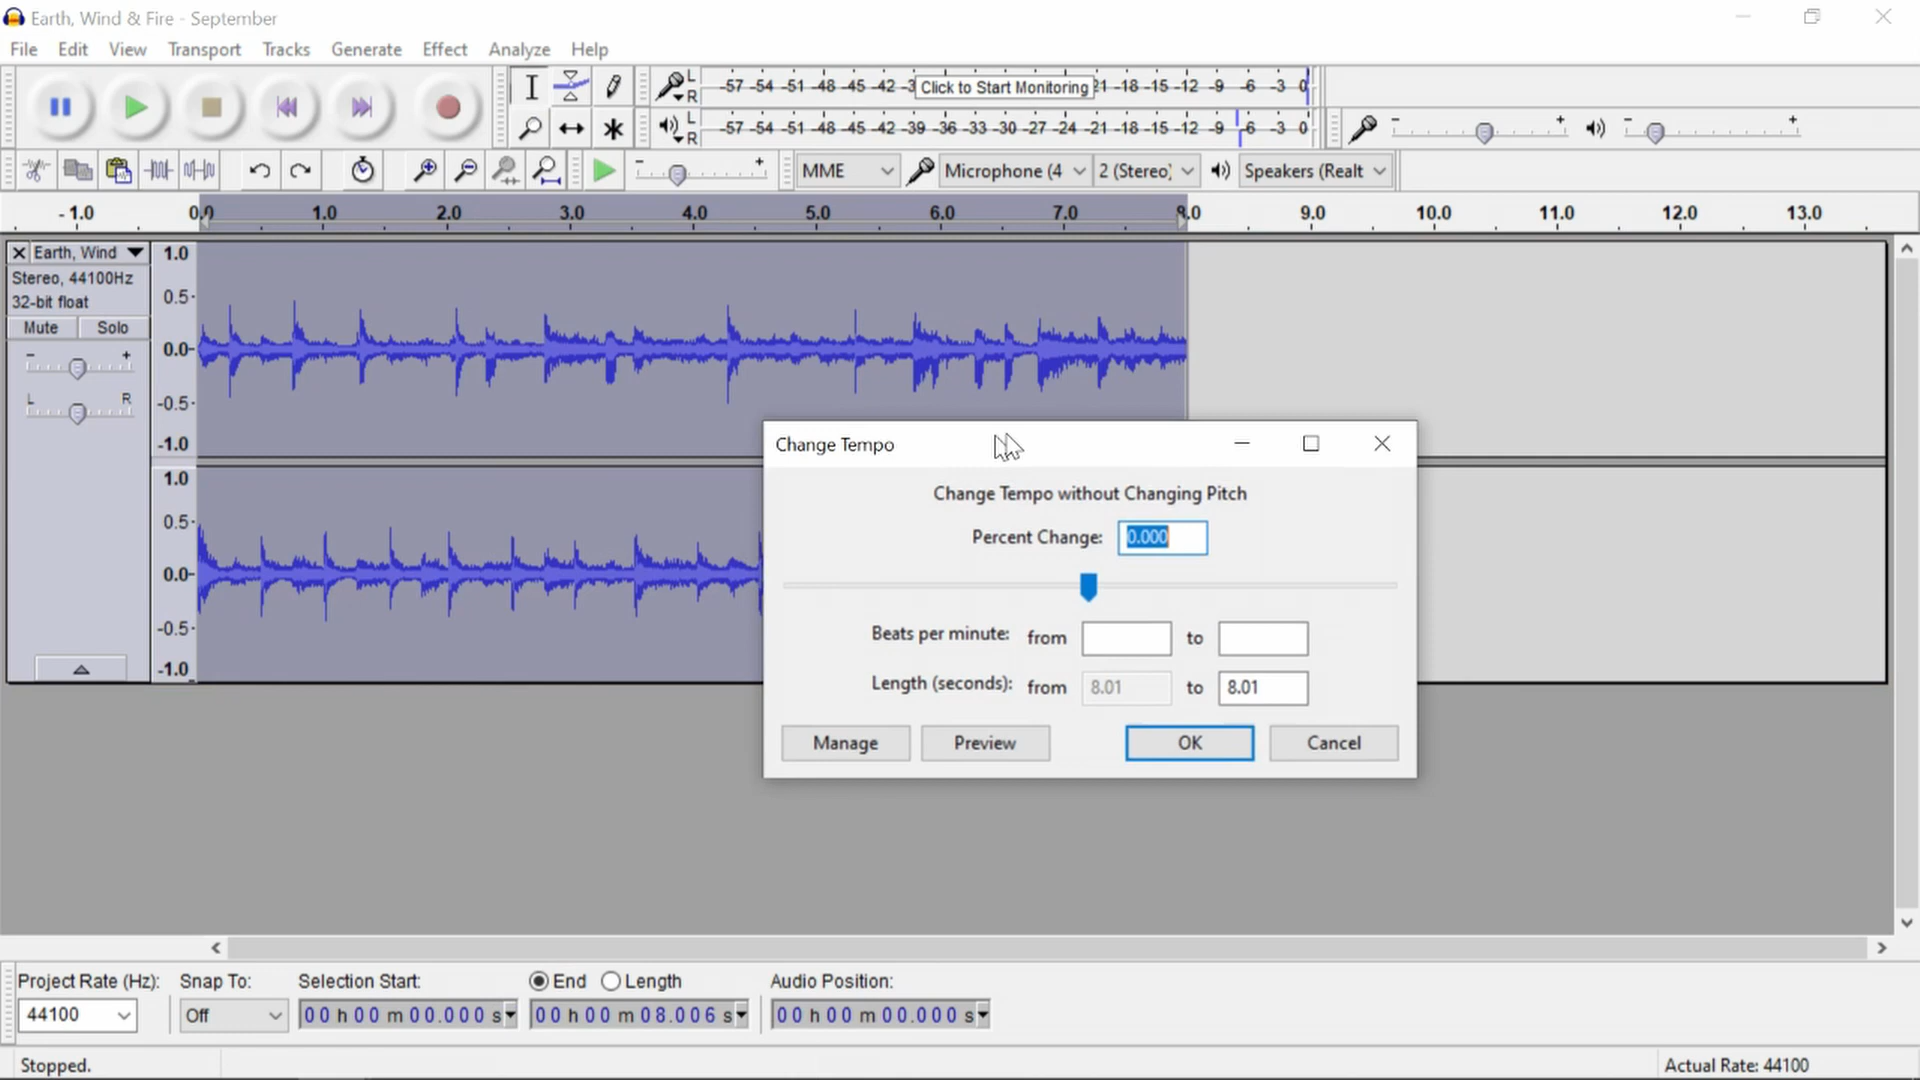 Earth, Wind & Fire - September
File Edit View Transport Tracks Generate Effect Analyze Help
L R -57 -54 -51 -48 -45 -42 -3 Click to Start Monitoring 21 -18 -15 -12 -9 -6 -3 0
L R -57 -54 -51 -48 -45 -42 -39 -36 -33 -30 -27 -24 -21 -18 -15 -12 -9 -6 -3 0 - + - +
- + MME Microphone (4 2 (Stereo) Speakers (Realt
-1.0 0.0 1.0 2.0 3.0 4.0 5.0 6.0 7.0 8.0 9.0 10.0 11.0 12.0 13.0
Earth, Wind 1.0
Stereo, 44100Hz
32-bit float 0.5
Mute Solo
- + 0.0
L R -0.5
-1.0
1.0
0.5
0.0
-0.5
-1.0
Change Tempo
Change Tempo without Changing Pitch
Percent Change: 0.000
Beats per minute: from to
Length (seconds): from 8.01 to 8.01
Manage Preview OK Cancel
Project Rate (Hz): Snap To: Selection Start: End Length Audio Position:
44100 Off 00 h 00 m 00.000 s 00 h 00 m 08.006 s 00 h 00 m 00.000 s
Stopped. Actual Rate: 44100